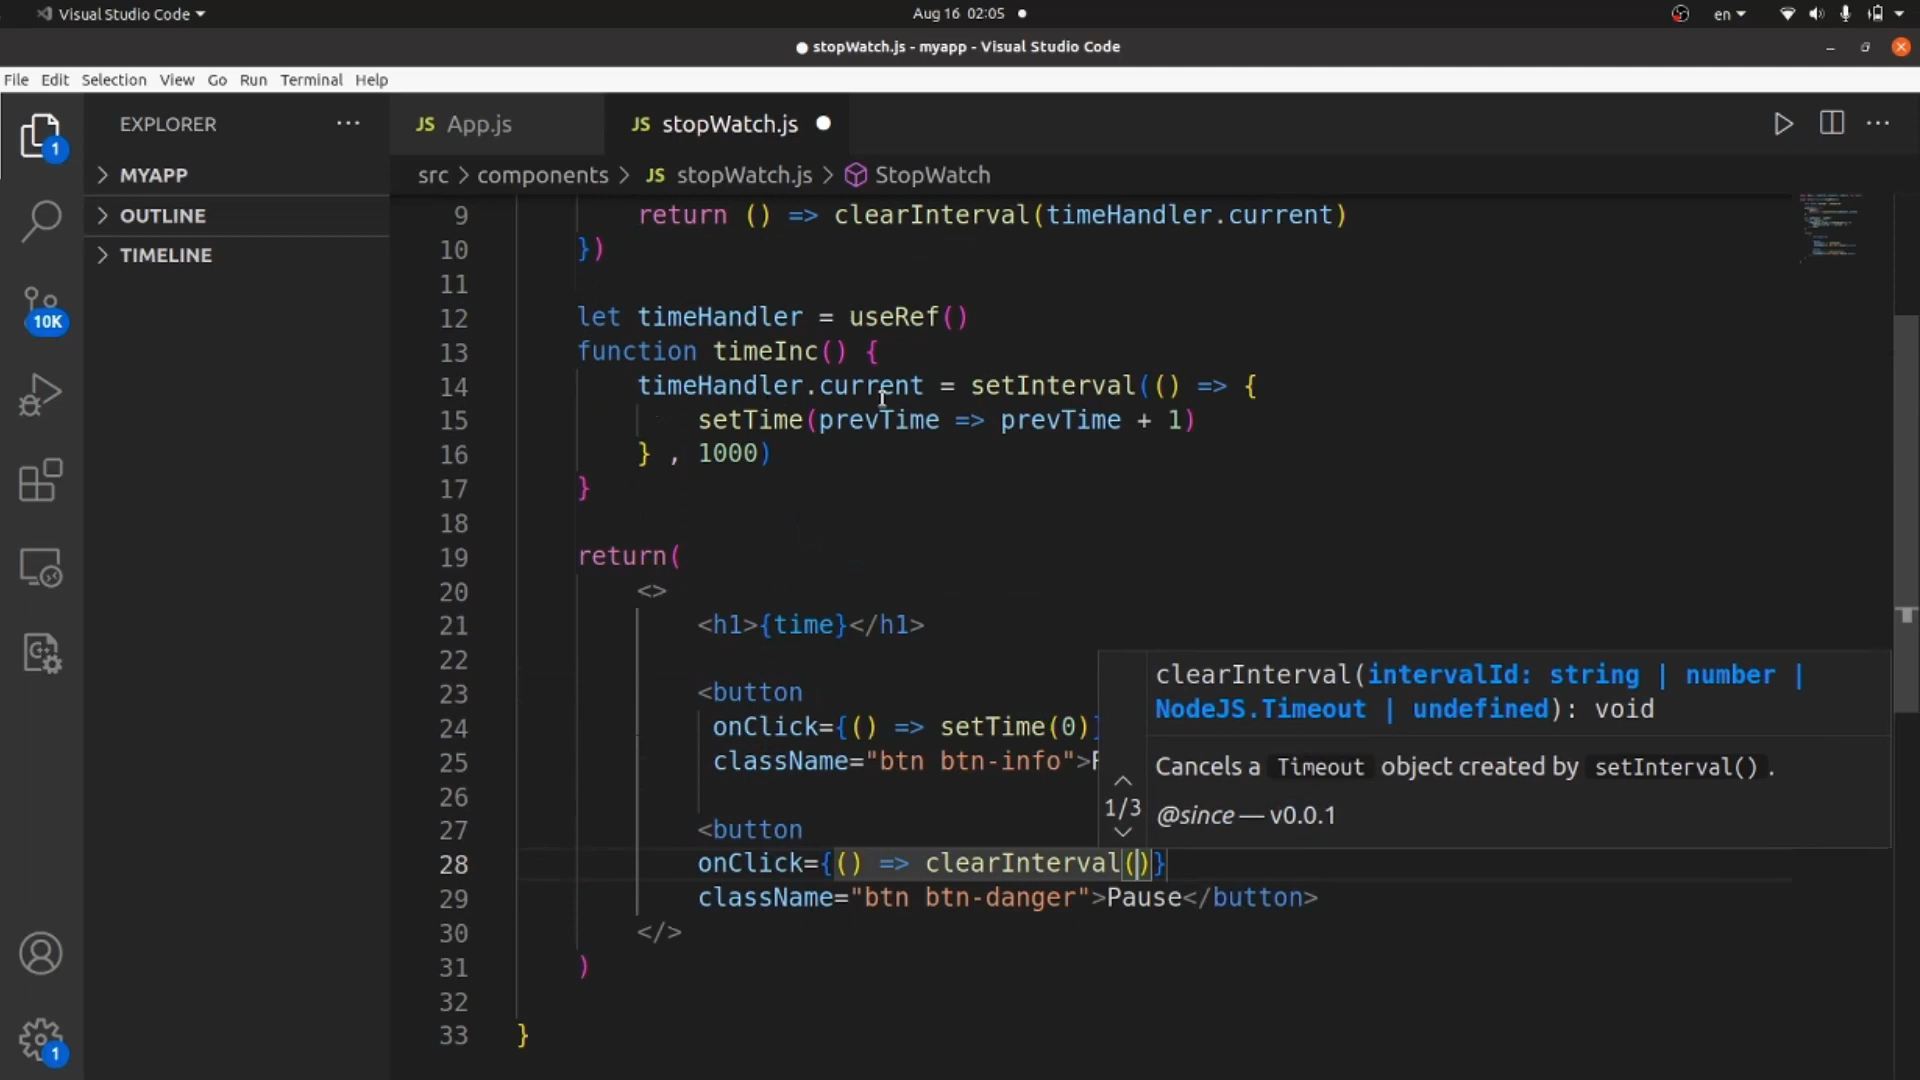 Visual Studio Code
Aug 16 02:05
en
stopWatch.js - myapp - Visual Studio Code
File Edit Selection View Go Run Terminal Help
EXPLORER
MYAPP
OUTLINE
TIMELINE
1
10K
1
JS App.js
JS stopWatch.js
src > components > JS stopWatch.js > StopWatch
9 return () => clearInterval(timeHandler.current)
10 })
11
12 let timeHandler = useRef()
13 function timeInc() {
14 timeHandler.current = setInterval(() => {
15 setTime(prevTime => prevTime + 1)
16 } , 1000)
17 }
18
19 return(
20 <>
21 <h1>{time}</h1>
22
23 <button
24 onClick={() => setTime(0)}
25 className="btn btn-info">
26
27 <button
28 onClick={() => clearInterval()}
29 className="btn btn-danger">Pause</button>
30 </>
31 )
32
33 }
clearInterval(intervalId: string | number |
NodeJS.Timeout | undefined): void
1/3
Cancels a Timeout object created by setInterval().
@since — v0.0.1